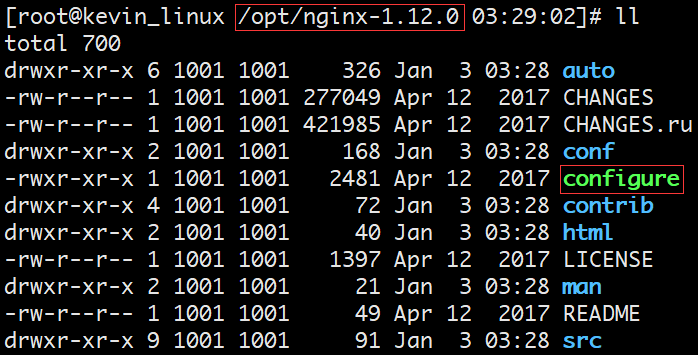 [root@kevin_linux /opt/nginx-1.12.0 03:29:02]# ll
total 700
drwxr-xr-x 6 1001 1001    326 Jan  3 03:28 auto
-rw-r--r-- 1 1001 1001 277049 Apr 12  2017 CHANGES
-rw-r--r-- 1 1001 1001 421985 Apr 12  2017 CHANGES.ru
drwxr-xr-x 2 1001 1001    168 Jan  3 03:28 conf
-rwxr-xr-x 1 1001 1001   2481 Apr 12  2017 configure
drwxr-xr-x 4 1001 1001     72 Jan  3 03:28 contrib
drwxr-xr-x 2 1001 1001     40 Jan  3 03:28 html
-rw-r--r-- 1 1001 1001   1397 Apr 12  2017 LICENSE
drwxr-xr-x 2 1001 1001     21 Jan  3 03:28 man
-rw-r--r-- 1 1001 1001     49 Apr 12  2017 README
drwxr-xr-x 9 1001 1001     91 Jan  3 03:28 src